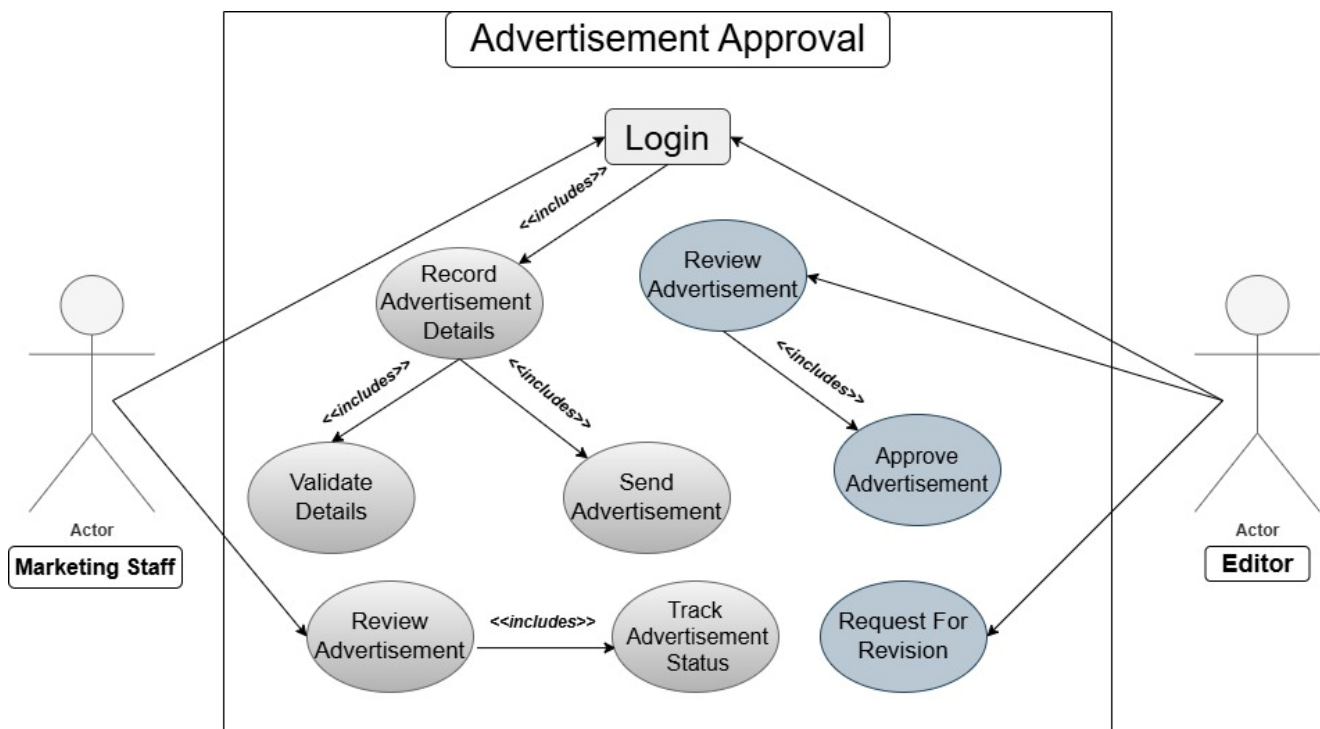 Advertisement Approval
Login
<<includes>>
Record
Advertisement
Details
Review
Advertisement
<<includes>>
<<includes>>
<<includes>>
Validate
Details
Send
Advertisement
Approve
Advertisement
Actor
Marketing Staff
Actor
Editor
Review
Advertisement
<<includes>>
Track
Advertisement
Status
Request For
Revision